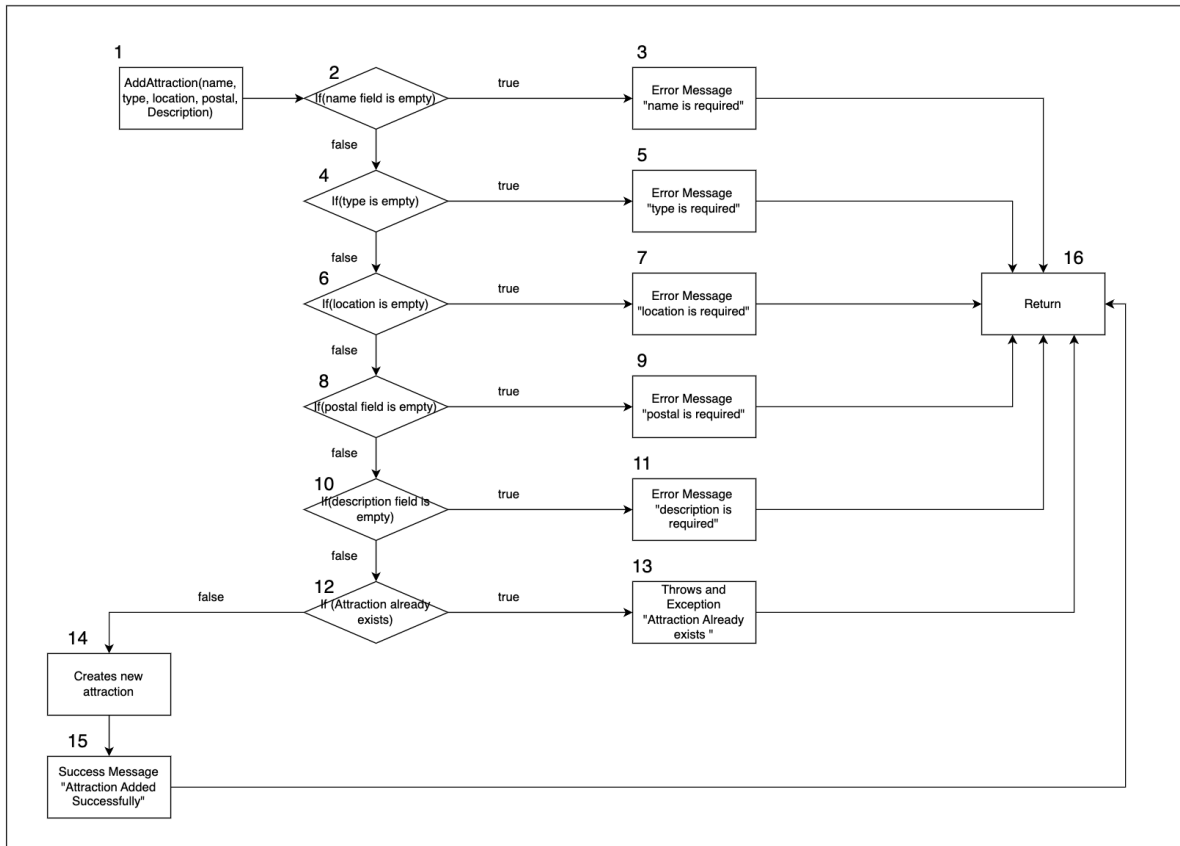 1
AddAttraction(name,
type, location, postal,
Description)
2
If(name field is empty)
true
3
Error Message
"name is required"
false
4
If(type is empty)
true
5
Error Message
"type is required"
false
6
If(location is empty)
true
7
Error Message
"location is required"
16
Return
false
8
If(postal field is empty)
true
9
Error Message
"postal is required"
false
10
If(description field is
empty)
true
11
Error Message
"description is
required"
false
12
If (Attraction already
exists)
true
13
Throws and
Exception
"Attraction Already
exists "
false
14
Creates new
attraction
15
Success Message
"Attraction Added
Successfully"